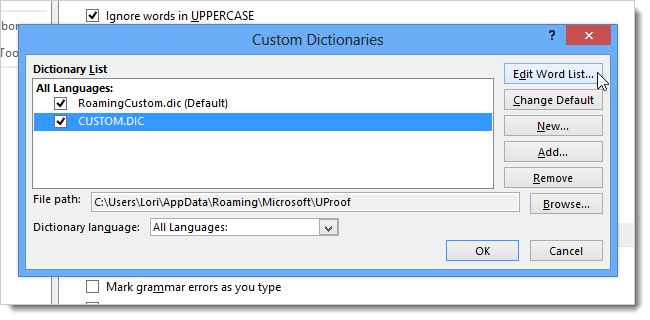 Ignore words in UPPERCASE
Custom Dictionaries
?
Dictionary List
All Languages:
RoamingCustom.dic (Default)
CUSTOM.DIC
Edit Word List...
Change Default
New...
Add...
Remove
File path:
C:\Users\Lori\AppData\Roaming\Microsoft\UProof
Browse...
Dictionary language:
All Languages:
OK
Cancel
Mark grammar errors as you type